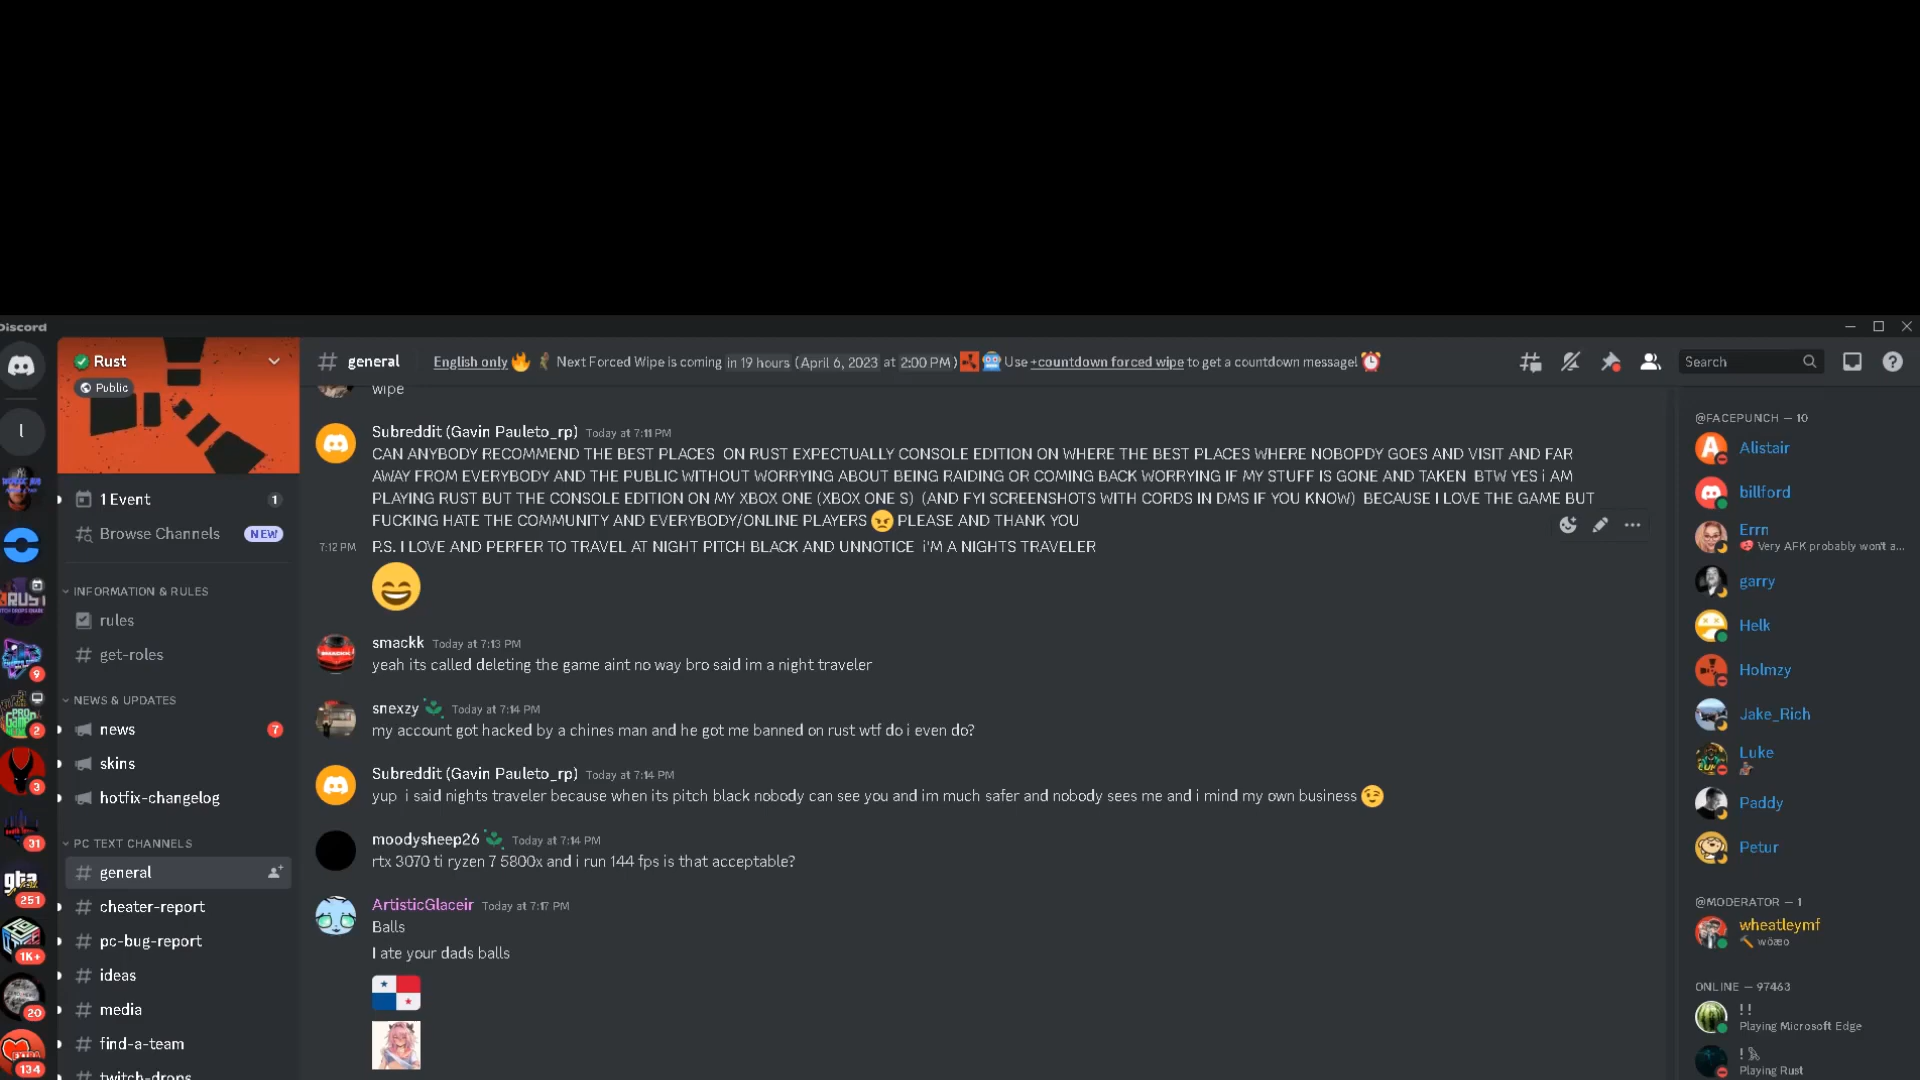 Discord
Rust
Public
1 Event
1
Browse Channels
NEW
INFORMATION & RULES
rules
get-roles
NEWS & UPDATES
news
7
skins
hotfix-changelog
PC TEXT CHANNELS
general
cheater-report
pc-bug-report
ideas
media
find-a-team
twitch-drops
l
9
2
3
31
251
1K+
20
134
general
English only Next Forced Wipe is coming in 19 hours (April 6, 2023 at 2:00 PM) Use +countdown forced wipe to get a countdown message!
Search
wipe
Subreddit (Gavin Pauleto_rp) Today at 7:11 PM
CAN ANYBODY RECOMMEND THE BEST PLACES ON RUST EXPECTUALLY CONSOLE EDITION ON WHERE THE BEST PLACES WHERE NOBOPDY GOES AND VISIT AND FAR
AWAY FROM EVERYBODY AND THE PUBLIC WITHOUT WORRYING ABOUT BEING RAIDING OR COMING BACK WORRYING IF MY STUFF IS GONE AND TAKEN BTW YES i AM
PLAYING RUST BUT THE CONSOLE EDITION ON MY XBOX ONE (XBOX ONE S) (AND FYI SCREENSHOTS WITH CORDS IN DMS IF YOU KNOW) BECAUSE I LOVE THE GAME BUT
FUCKING HATE THE COMMUNITY AND EVERYBODY/ONLINE PLAYERS 😠 PLEASE AND THANK YOU
7:12 PM P.S. I LOVE AND PERFER TO TRAVEL AT NIGHT PITCH BLACK AND UNNOTICE i'M A NIGHTS TRAVELER
smackk Today at 7:13 PM
yeah its called deleting the game aint no way bro said im a night traveler
snexzy Today at 7:14 PM
my account got hacked by a chines man and he got me banned on rust wtf do i even do?
Subreddit (Gavin Pauleto_rp) Today at 7:14 PM
yup i said nights traveler because when its pitch black nobody can see you and im much safer and nobody sees me and i mind my own business 😉
moodysheep26 Today at 7:14 PM
rtx 3070 ti ryzen 7 5800x and i run 144 fps is that acceptable?
ArtisticGlaceir Today at 7:17 PM
Balls
I ate your dads balls
@FACEPUNCH — 10
Alistair
billford
Errn
Very AFK probably won't a...
garry
Helk
Holmzy
Jake_Rich
Luke
Paddy
Petur
@MODERATOR — 1
wheatleymf
wöæo
ONLINE — 97463
! !
Playing Microsoft Edge
!
Playing Rust